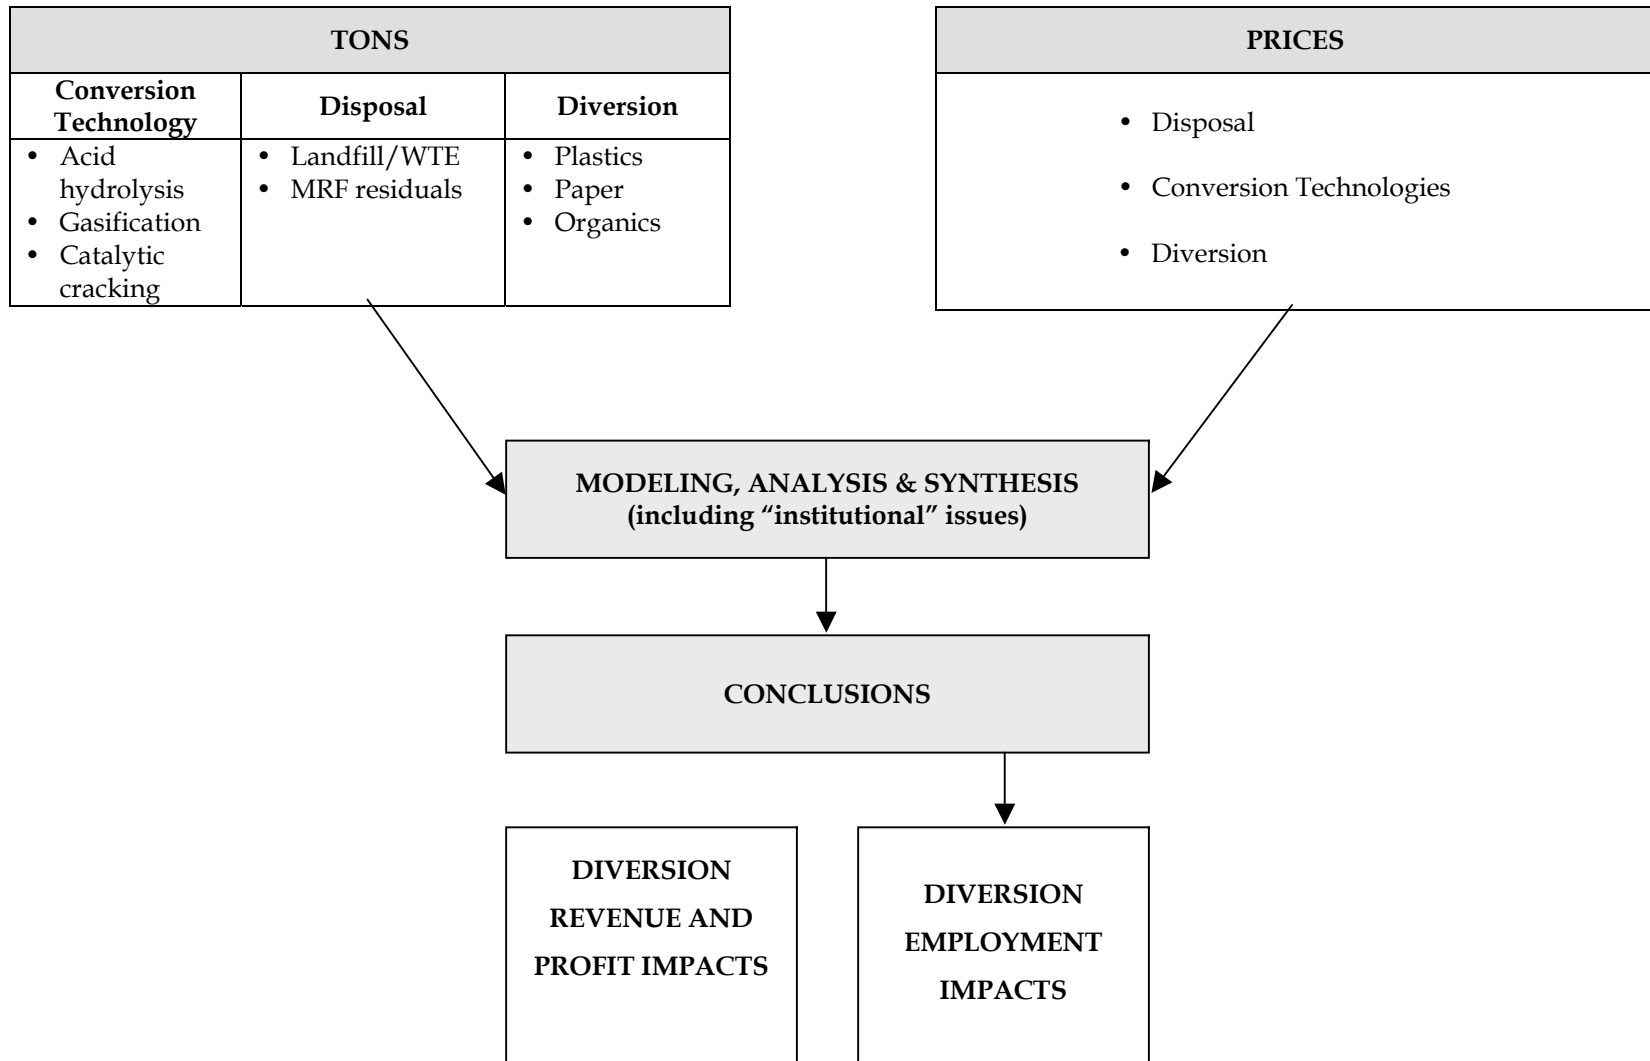 TONS
Conversion
Technology
Disposal
Diversion
• Acid
hydrolysis
• Gasification
• Catalytic
cracking
• Landfill/WTE
• MRF residuals
• Plastics
• Paper
• Organics
PRICES
• Disposal
• Conversion Technologies
• Diversion
MODELING, ANALYSIS & SYNTHESIS
(including “institutional” issues)
CONCLUSIONS
DIVERSION
REVENUE AND
PROFIT IMPACTS
DIVERSION
EMPLOYMENT
IMPACTS